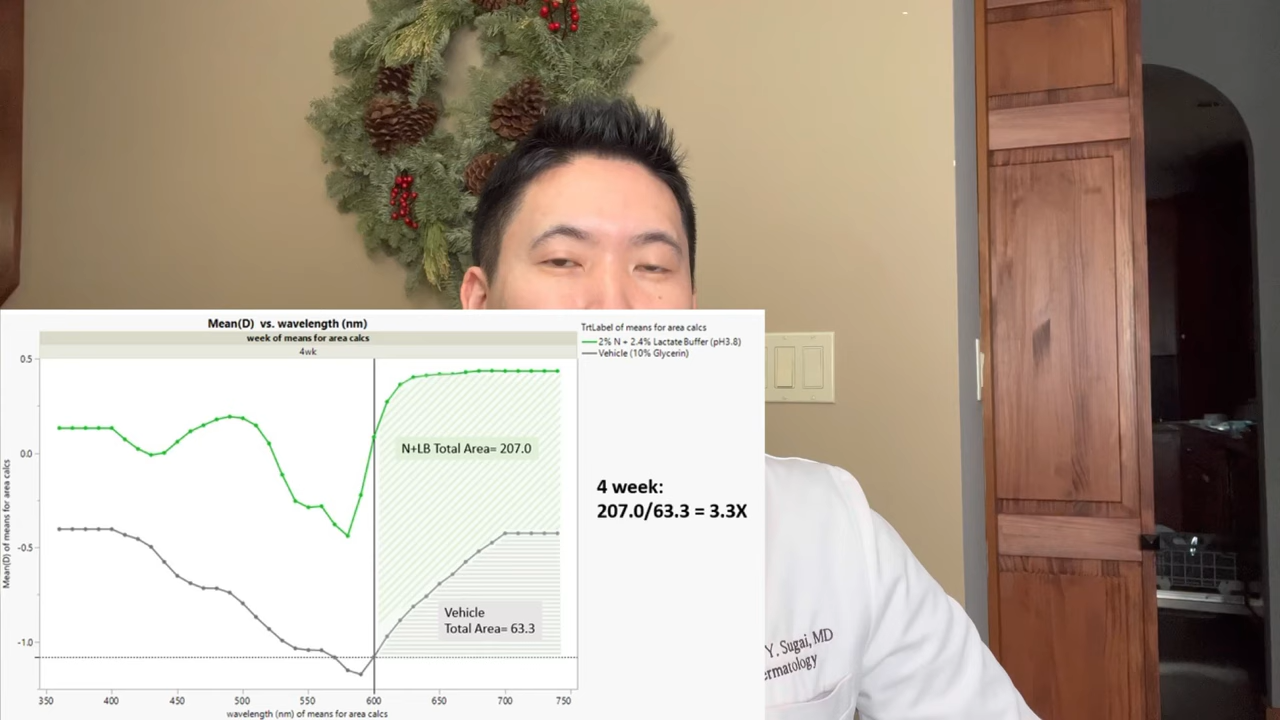 Mean(D) vs. wavelength (nm)
week of means for area calcs
4wk
TrtLabel of means for area calcs
2% N + 2.4% Lactate Buffer (pH3.8)
Vehicle (10% Glycerin)
Mean(D) of means for area calcs
0.5
0.0
-0.5
-1.0
N+LB Total Area= 207.0
Vehicle
Total Area= 63.3
4 week:
207.0/63.3 = 3.3X
350 400 450 500 550 600 650 700 750
wavelength (nm) of means for area calcs
Y. Sugai, MD
ermatology